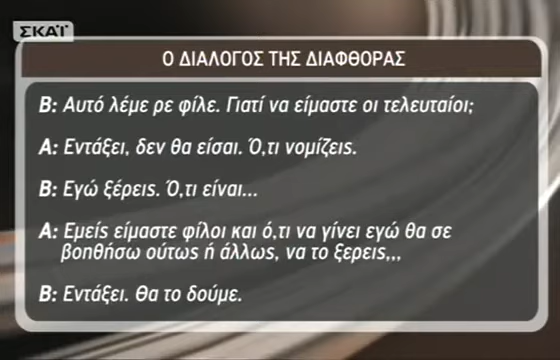 ΣΚΑΪ
Ο ΔΙΑΛΟΓΟΣ ΤΗΣ ΔΙΑΦΘΟΡΑΣ
Β: Αυτό λέμε ρε φίλε. Γιατί να είμαστε οι τελευταίοι;
Α: Εντάξει, δεν θα είσαι. Ό,τι νομίζεις.
Β: Εγώ ξέρεις. Ό,τι είναι...
Α: Εμείς είμαστε φίλοι και ό,τι να γίνει εγώ θα σε
βοηθήσω ούτως ή άλλως, να το ξερεις,,,
Β: Εντάξει. Θα το δούμε.